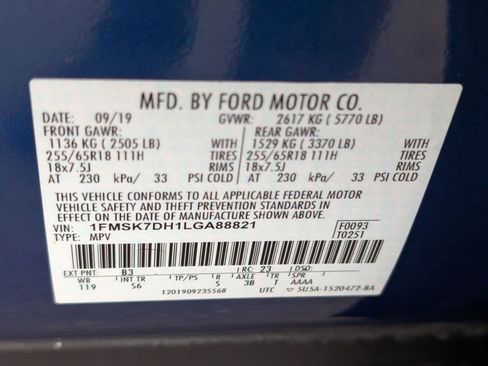 MFD. BY FORD MOTOR CO.
DATE: 09/19 GVWR: 2617 KG ( 5770 LB)
FRONT GAWR: REAR GAWR:
1136 KG ( 2505 LB) 1529 KG ( 3370 LB)
255/65R18 111H TIRES 255/65R18 111H TIRES
18x7.5J RIMS 18x7.5J RIMS
AT 230 kPa/ 33 PSI COLD AT 230 kPa/ 33 PSI COLD
THIS VEHICLE CONFORMS TO ALL APPLICABLE FEDERAL MOTOR
VEHICLE SAFETY, BUMPER, AND THEFT PREVENTION STANDARDS IN
EFFECT ON THE DATE OF MANUFACTURE SHOWN ABOVE.
VIN: 1FMSK7DH1LGA88821 F0093
TYPE: MPV T0251
EXT PNT: B3 RC: 23 DSO:
WB INT TR TP/PS R AXLE TR SPR
119 S6 S 3B T AAAA
1201909235568 UTC 5U5A-1520472-BA